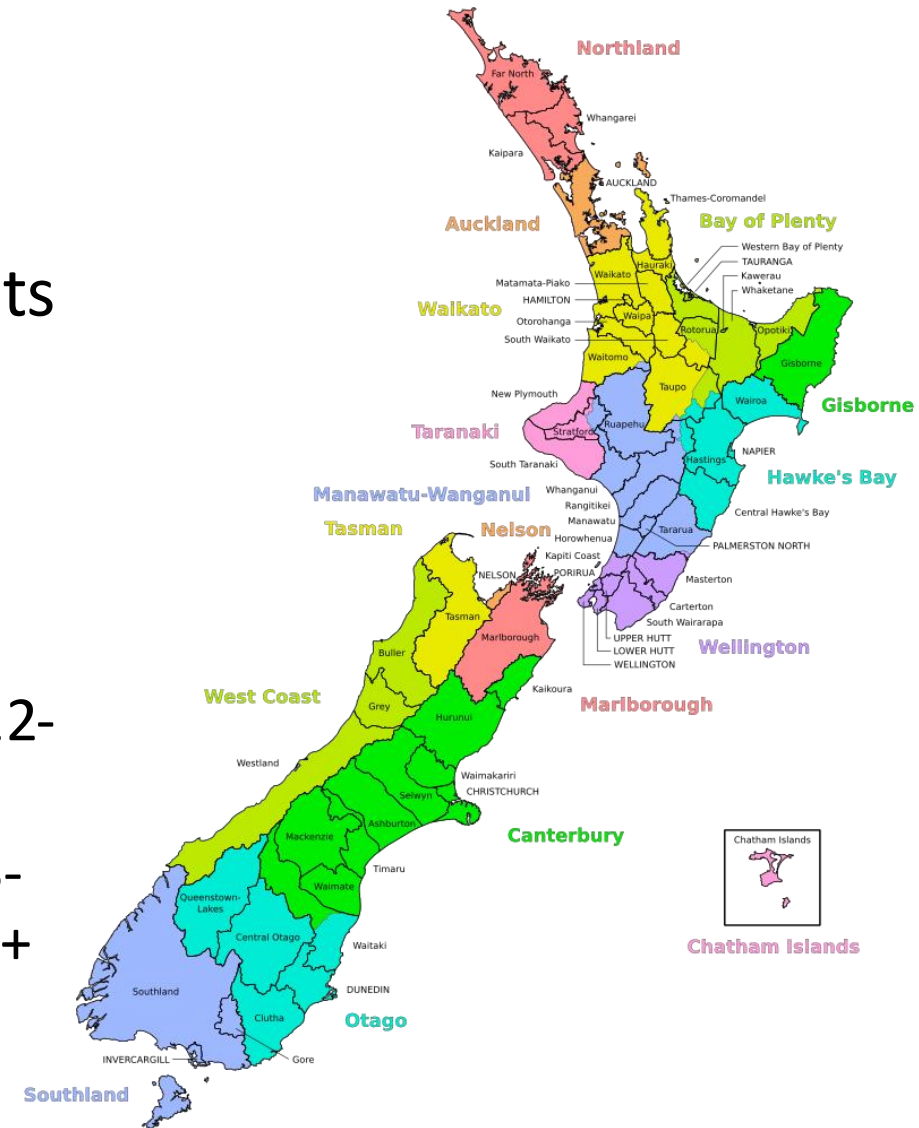 Northland
Far North
Whangarei
Kaipara
AUCKLAND
Thames-Coromandel
Auckland
Bay of Plenty
Western Bay of Plenty
TAURANGA
Kawerau
Whaketane
Hauraki
Waikato
Matamata-Piako
HAMILTON
ts
Waikato
Waipa
Otorohanga
Rotorua
Opotiki
South Waikato
Waitomo
Gisborne
Taupo
New Plymouth
Wairoa
Gisborne
Taranaki
Stratford
Ruapehu
NAPIER
South Taranaki
Hastings
Hawke's Bay
Manawatu-Wanganui
Whanganui
Rangitikei
Central Hawke's Bay
Tasman
Nelson
Manawatu
Tararua
Horowhenua
PALMERSTON NORTH
Kapiti Coast
NELSON
PORIRUA
Masterton
Carterton
Tasman
South Wairarapa
Marlborough
UPPER HUTT
Wellington
LOWER HUTT
Buller
WELLINGTON
West Coast
Kaikoura
Marlborough
Grey
Hurunui
2-
Westland
Waimakariri
CHRISTCHURCH
Selwyn
Ashburton
Mackenzie
Canterbury
Chatham Islands
Timaru
-
Waimate
Queenstown-
Lakes
+
Central Otago
Waitaki
Chatham Islands
Southland
DUNEDIN
Clutha
Otago
INVERCARGILL
Gore
Southland